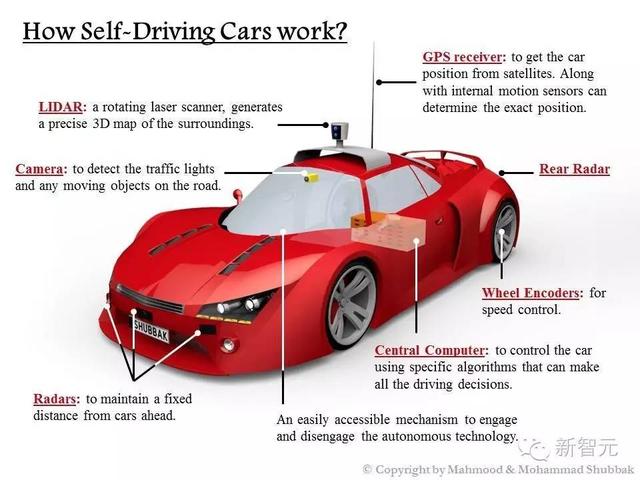 How Self-Driving Cars work?
GPS receiver: to get the car
position from satellites. Along
with internal motion sensors can
determine the exact position.
LIDAR: a rotating laser scanner, generates
a precise 3D map of the surroundings.
Camera: to detect the traffic lights
and any moving objects on the road.
Rear Radar
SHUBBAK
Wheel Encoders: for
speed control.
Central Computer: to control the car
using specific algorithms that can make
all the driving decisions.
Radars: to maintain a fixed
distance from cars ahead.
An easily accessible mechanism to engage
and disengage the autonomous technology.
新智元
© Copyright by Mahmood & Mohammad Shubbak